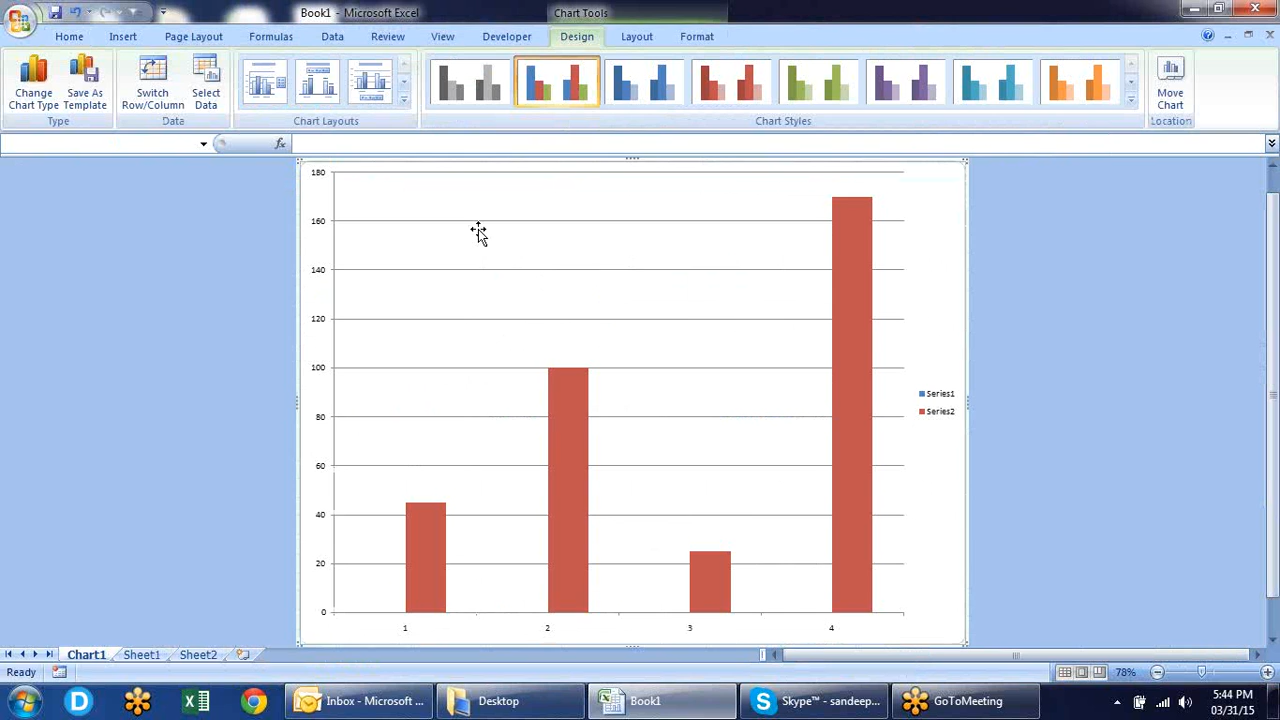 Book1 - Microsoft Excel
Chart Tools
Home
Insert
Page Layout
Formulas
Data
Review
View
Developer
Design
Layout
Format
Change
Chart Type
Save As
Template
Switch
Row/Column
Select
Data
Move
Chart
Type
Data
Chart Layouts
Chart Styles
Location
fx
180
160
140
120
100
80
60
40
20
0
1
2
3
4
Series1
Series2
Chart1
Sheet1
Sheet2
Ready
78%
Inbox - Microsoft ...
Desktop
Book1
Skype™ - sandeep...
GoToMeeting
5:44 PM
03/31/15